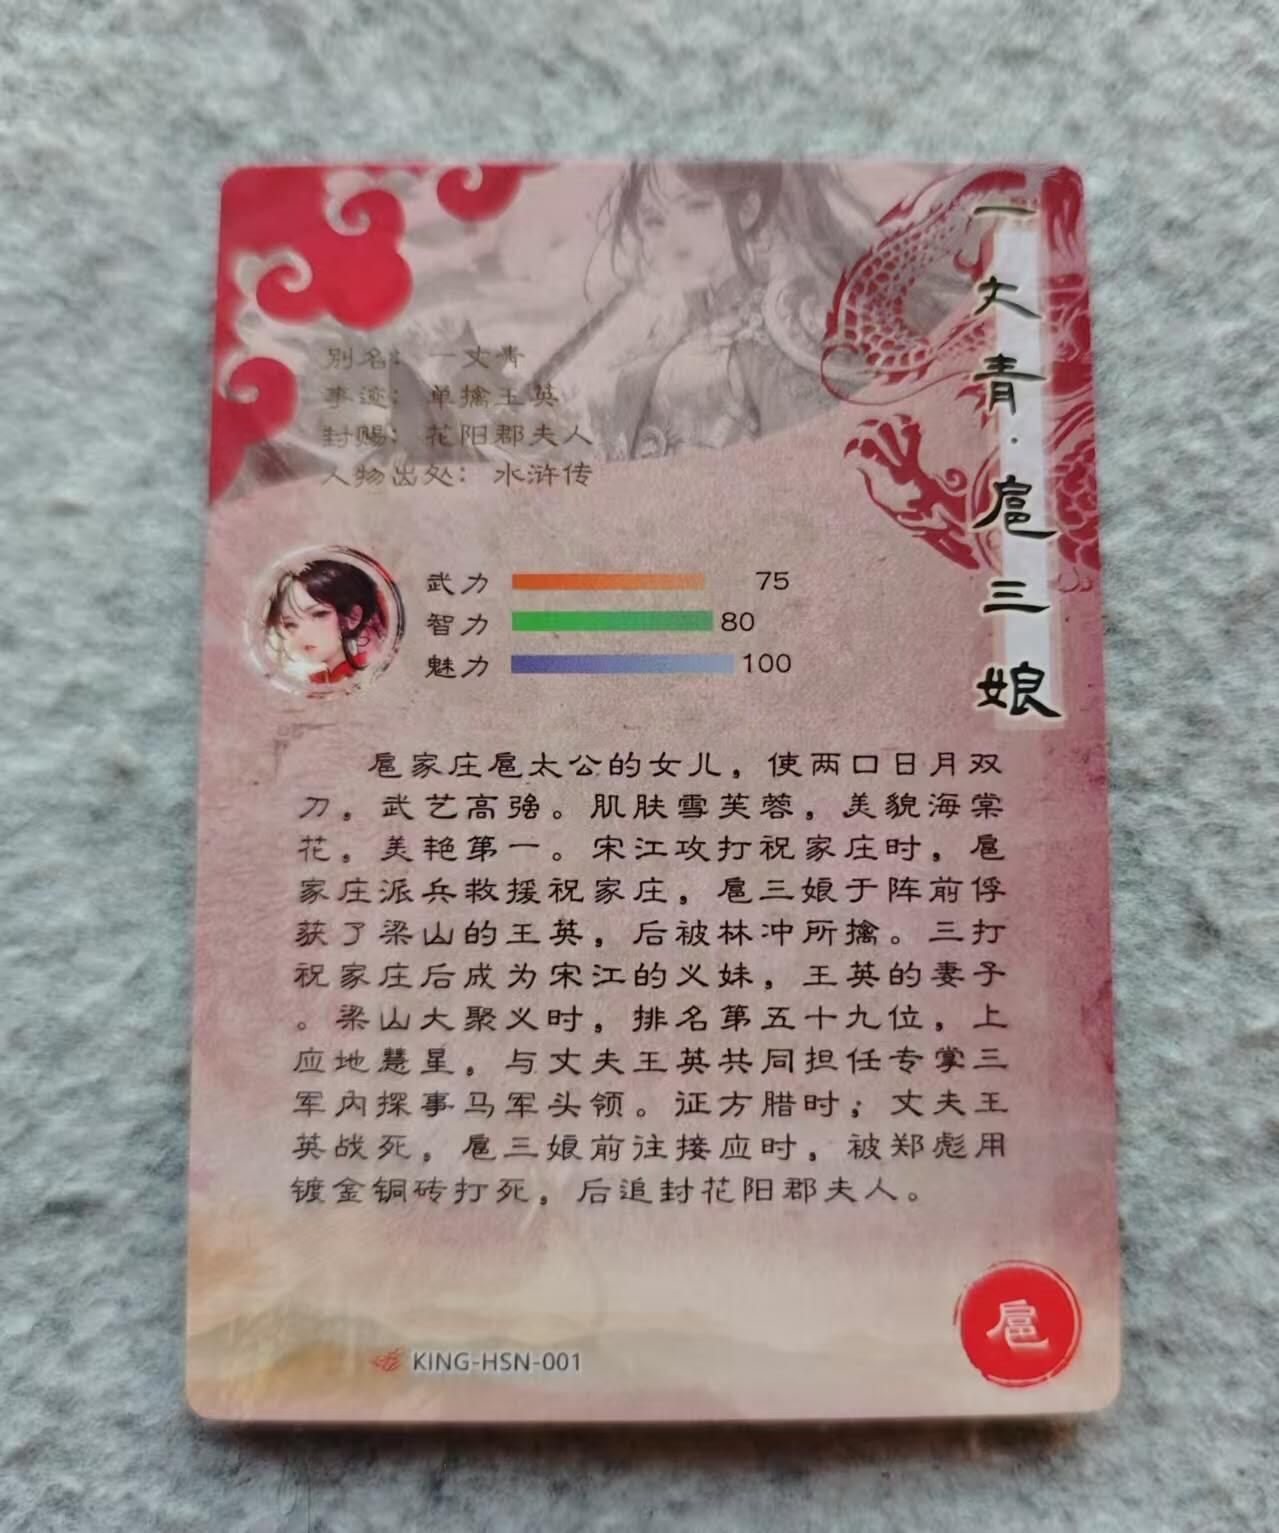 一丈青·扈三娘
别名：一丈青
事迹：单擒王英
封赐：花阳郡夫人
人物出处：水浒传
武力 75
智力 80
魅力 100
扈家庄扈太公的女儿，使两口日月双
刀，武艺高强。肌肤雪芙蓉，美貌海棠
花，美艳第一。宋江攻打祝家庄时，扈
家庄派兵救援祝家庄，扈三娘于阵前俘
获了梁山的王英，后被林冲所擒。三打
祝家庄后成为宋江的义妹，王英的妻子
。梁山大聚义时，排名第五十九位，上
应地慧星，与丈夫王英共同担任专掌三
军内探事马军头领。证方腊时；丈夫王
英战死，扈三娘前往接应时，被郑彪用
镀金铜砖打死，后追封花阳郡夫人。
扈
KING-HSN-001